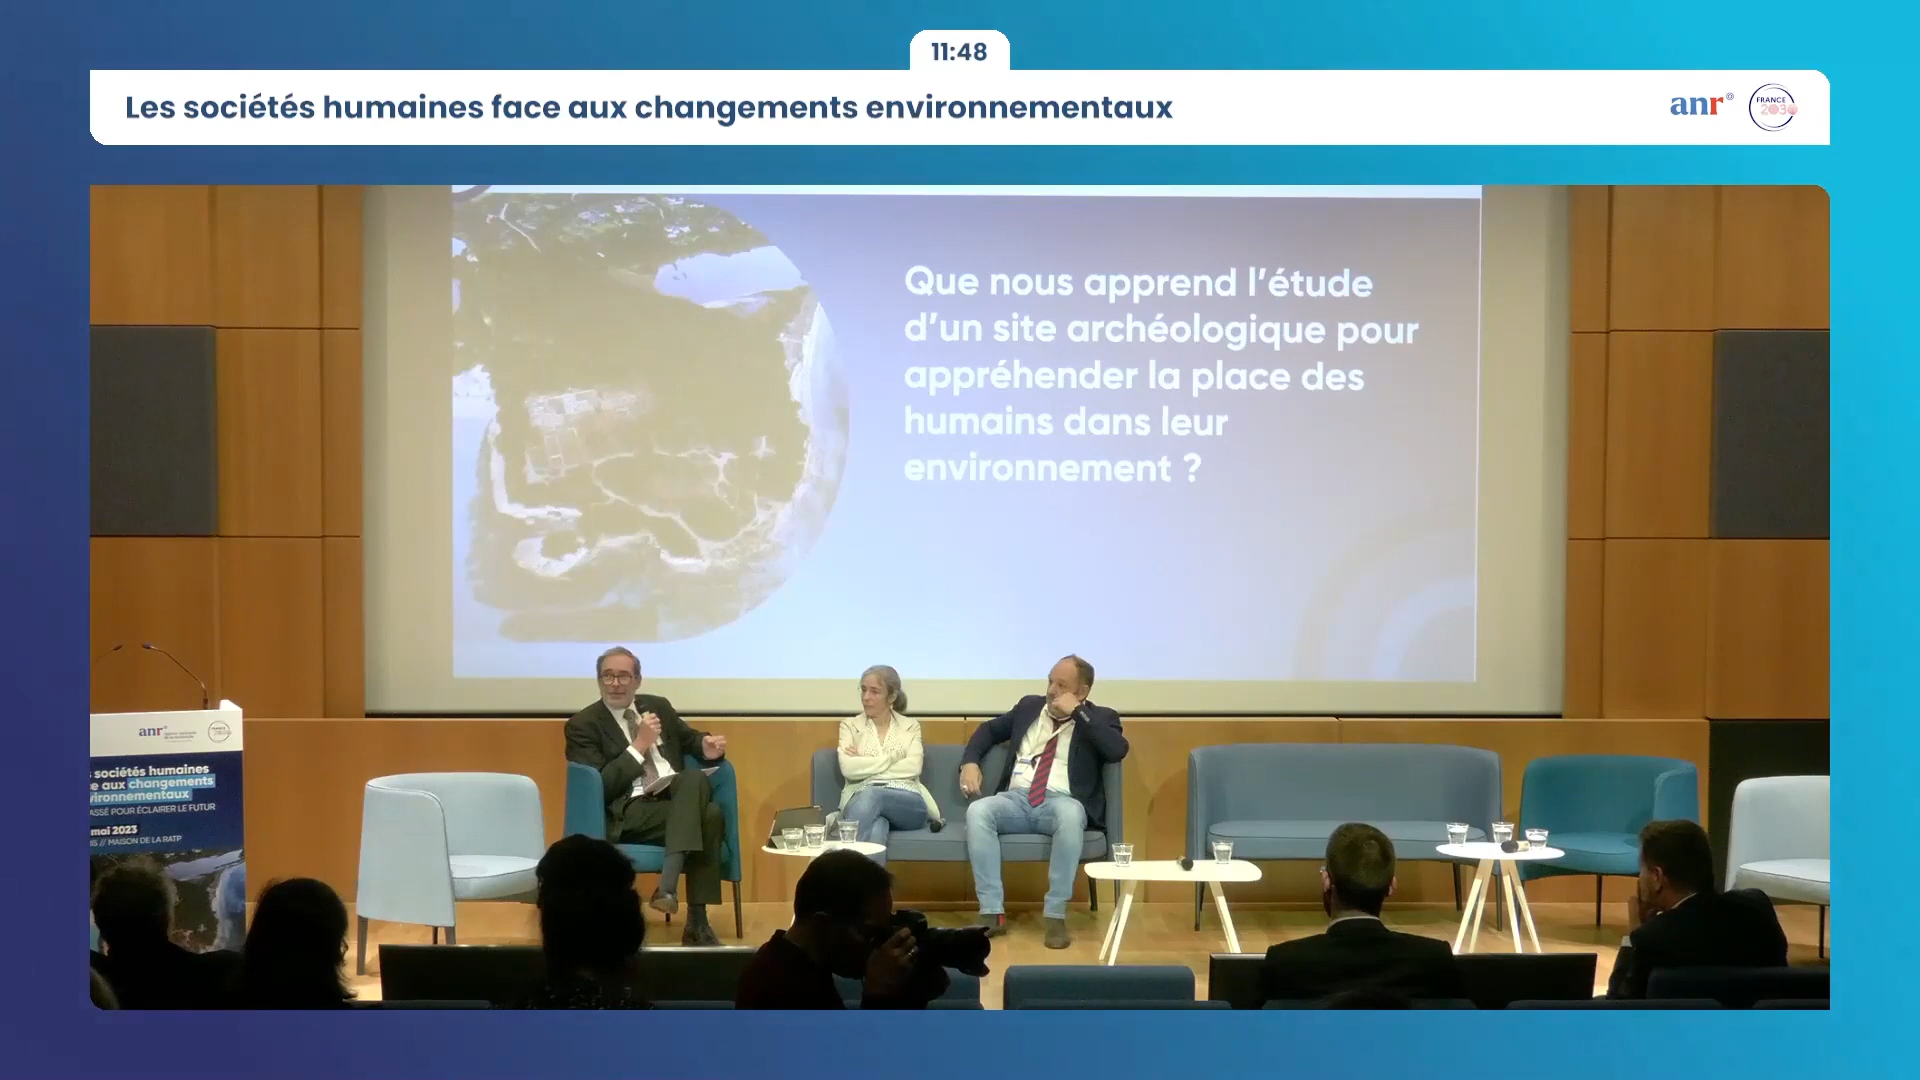 11:48
Les sociétés humaines face aux changements environnementaux
anr
FRANCE
2030
Que nous apprend l'étude
d'un site archéologique pour
appréhender la place des
humains dans leur
environnement ?
anr
sociétés humaines
e aux changements
vironnementaux
ASSÉ POUR ÉCLAIRER LE FUTUR
mai 2023
IS // MAISON DE LA RATP